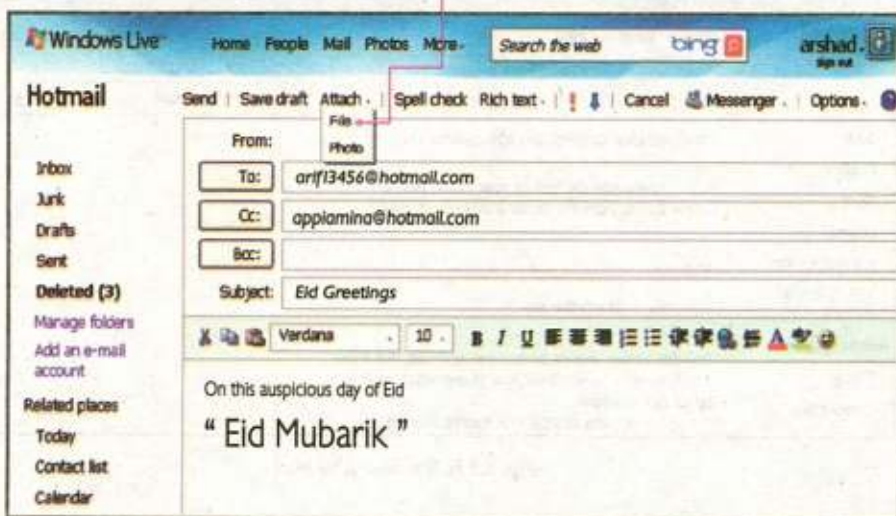 Windows Live Home People Mail Photos More Search the web bing arshad
sign out
Hotmail Send | Save draft Attach | Spell check Rich text | ! | Cancel Messenger | Options
File
From: Photo
Inbox To: arif13456@hotmail.com
Junk Cc: appiamina@hotmail.com
Drafts
Sent Bcc:
Deleted (3) Subject: Eid Greetings
Manage folders Verdana 10 B I U A
Add an e-mail
account
On this auspicious day of Eid
Related places
“ Eid Mubarik ”
Today
Contact list
Calendar